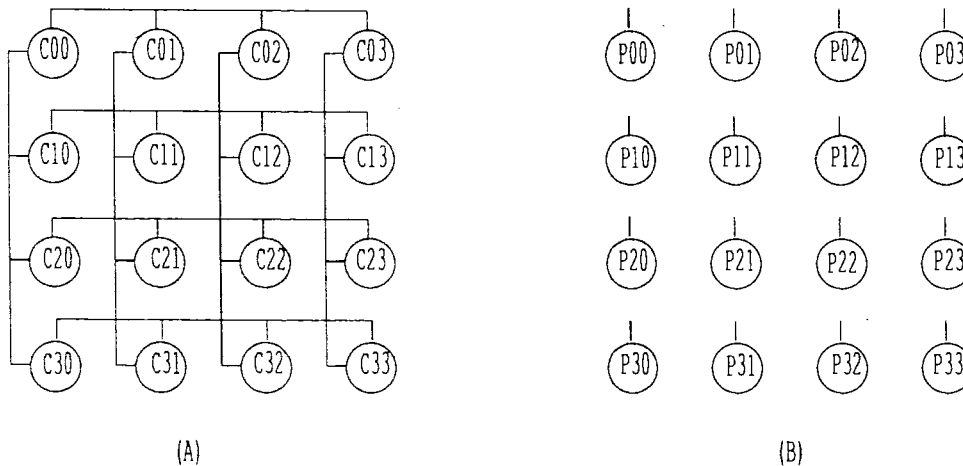 C00 C01 C02 C03 P00 P01 P02 P03
C10 C11 C12 C13 P10 P11 P12 P13
C20 C21 C22 C23 P20 P21 P22 P23
C30 C31 C32 C33 P30 P31 P32 P33
(A) (B)